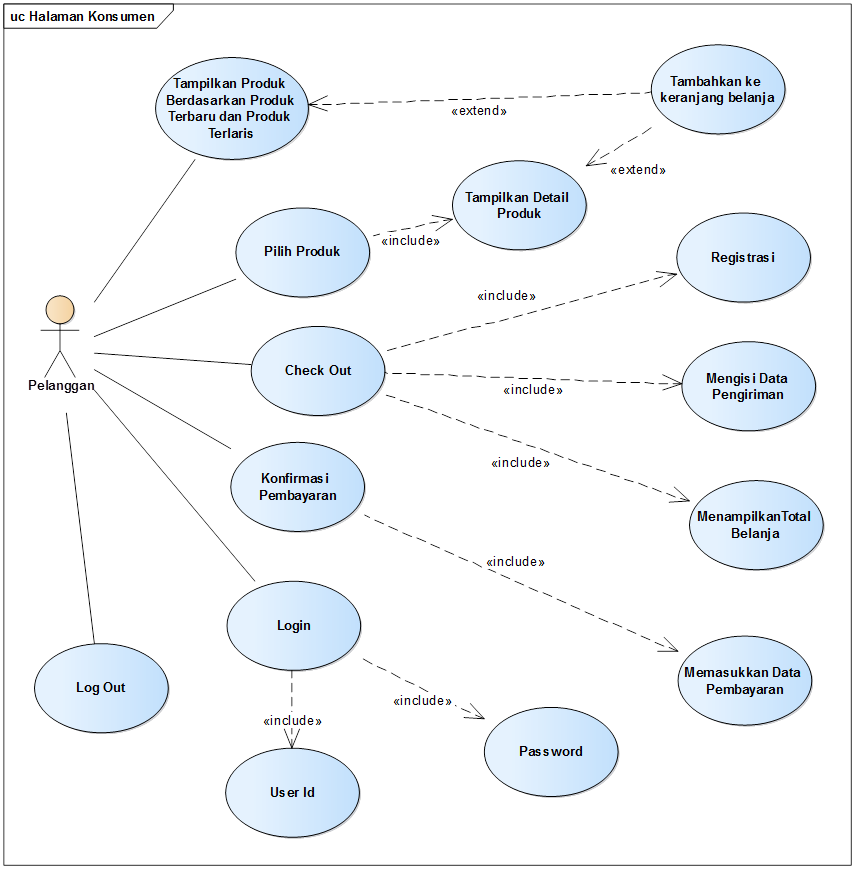 uc Halaman Konsumen
Tampilkan Produk
Berdasarkan Produk
Terbaru dan Produk
Terlaris
Tambahkan ke
keranjang belanja
«extend»
«extend»
Tampilkan Detail
Produk
Pilih Produk
«include»
Registrasi
«include»
Check Out
Pelanggan
Mengisi Data
Pengiriman
«include»
«include»
Konfirmasi
Pembayaran
MenampilkanTotal
Belanja
«include»
Login
Memasukkan Data
Pembayaran
Log Out
«include»
«include»
Password
User Id